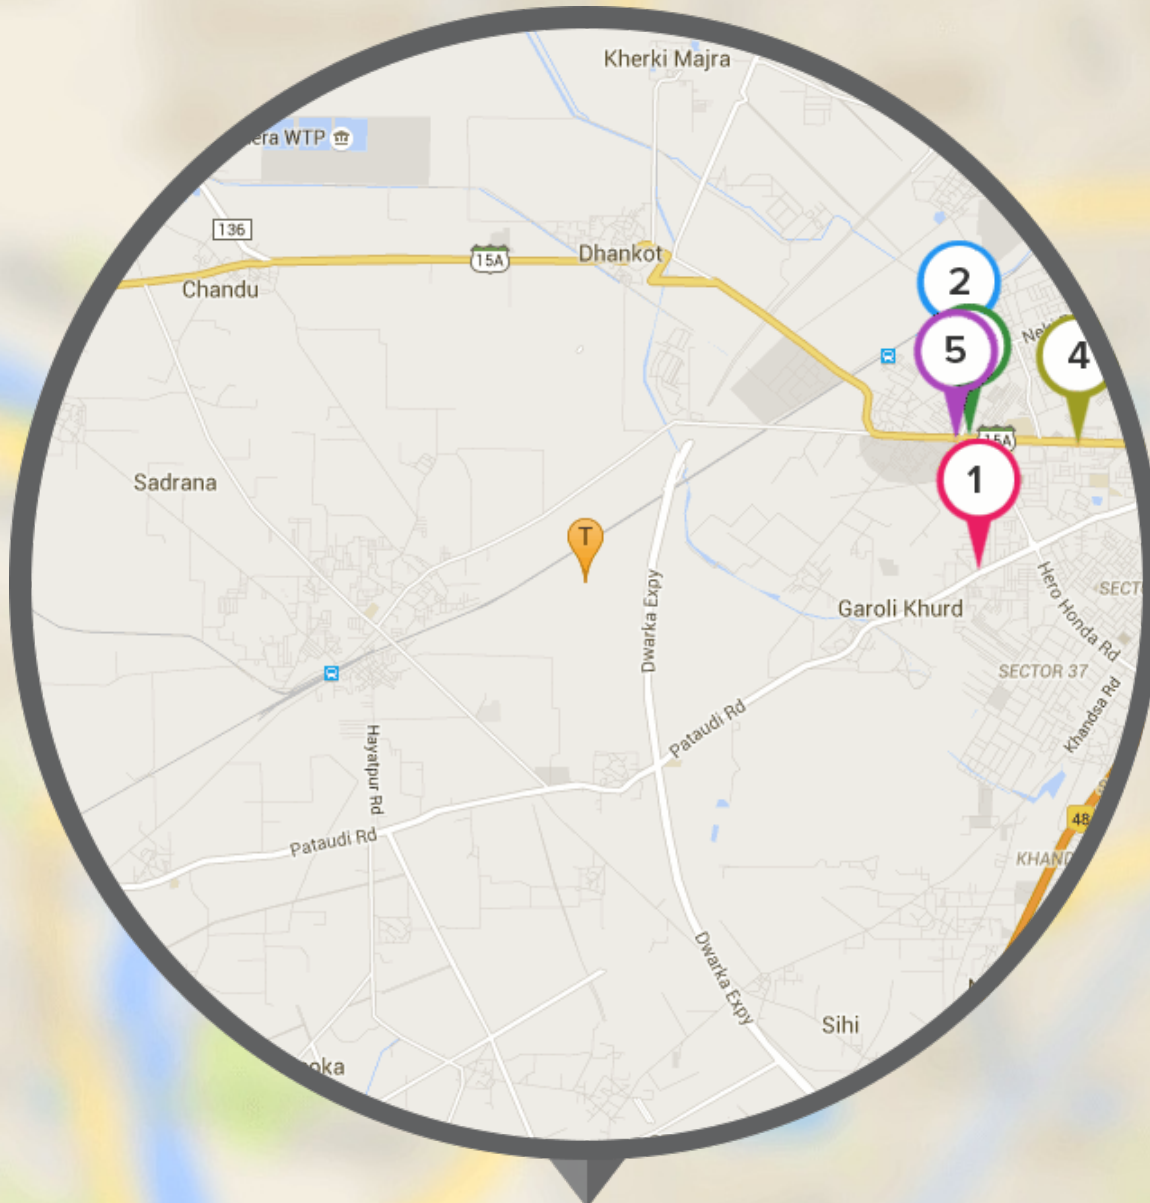 Kherki Majra
era WTP
136
15A
Dhankot
Chandu
2
5
4
15A
1
Sadrana
T
Dwarka Expy
Garoli Khurd
Hero Honda Rd
SECT
SECTOR 37
Khandsa Rd
Pataudi Rd
Hayatpur Rd
Pataudi Rd
48
KHAND
Dwarka Expy
Sihi
oka